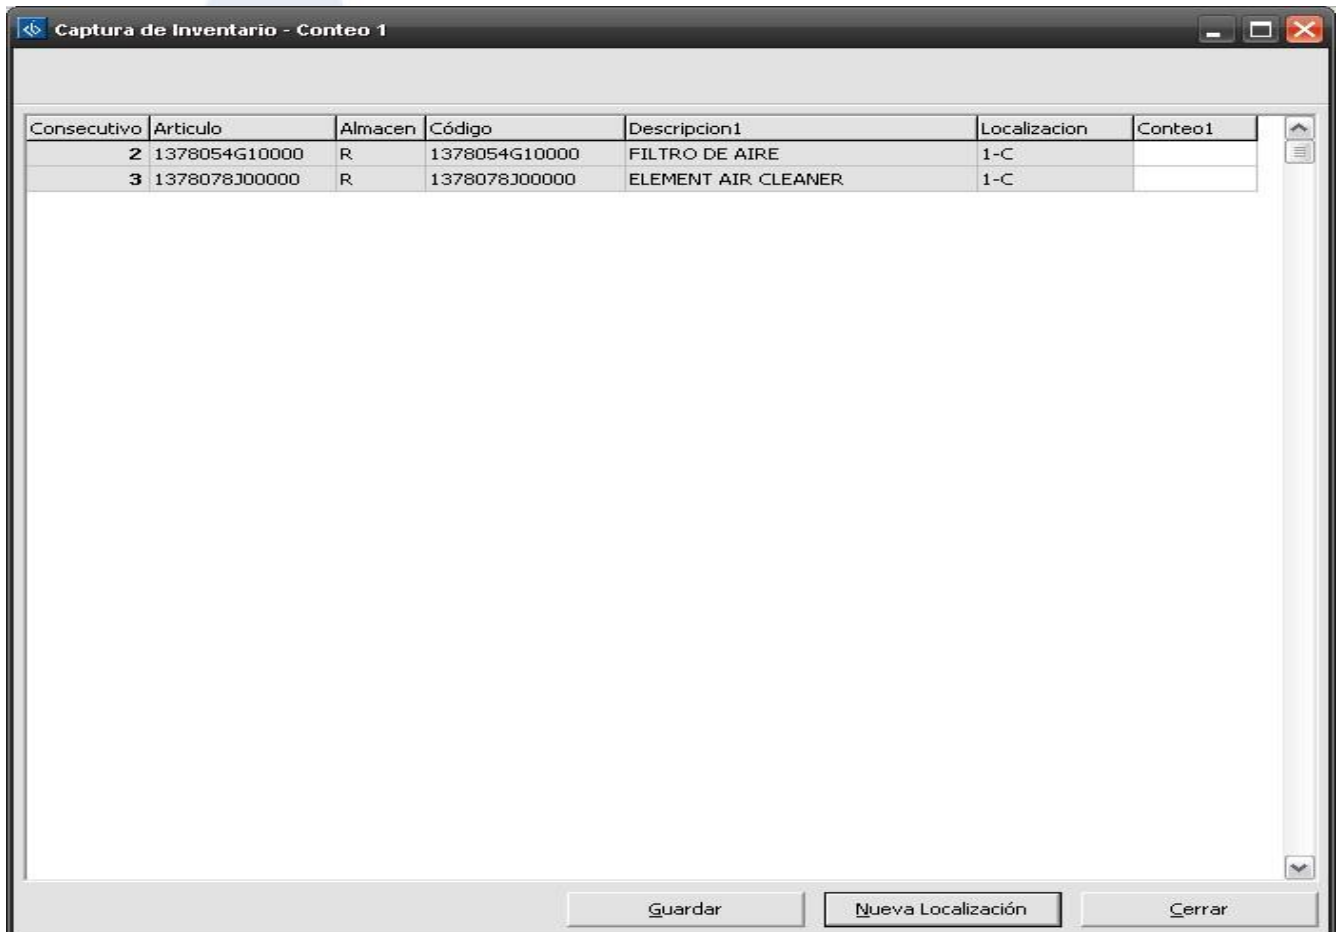 Captura de Inventario - Conteo 1
Consecutivo Articulo Almacen Código Descripcion1 Localizacion Conteo1
2 1378054G10000 R 1378054G10000 FILTRO DE AIRE 1-C
3 1378078J00000 R 1378078J00000 ELEMENT AIR CLEANER 1-C
Guardar Nueva Localización Cerrar